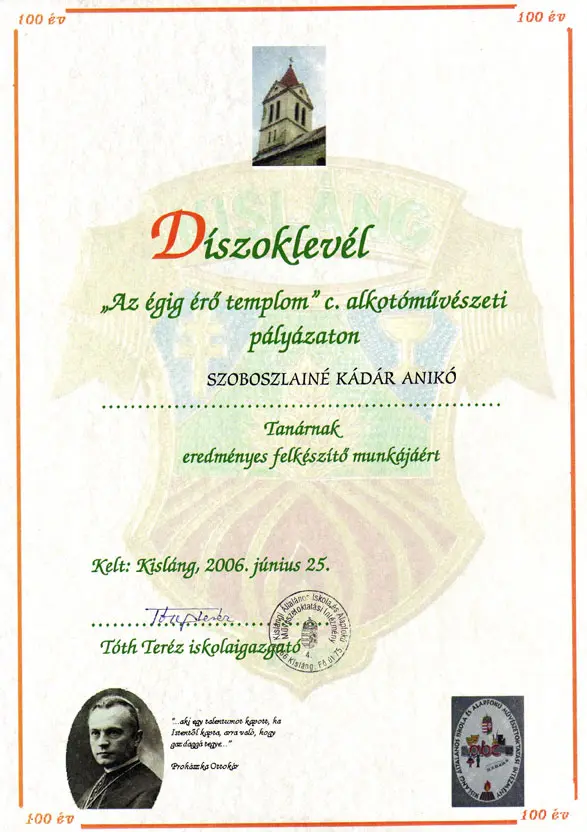 100 év
100 év
Díszoklevél
„Az égig érő templom” c. alkotóművészeti
pályázaton
SZOBOSZLAINÉ KÁDÁR ANIKÓ
Tanárnak
eredményes felkészítő munkájáért
KISLÁNG
Kelt: Kisláng, 2006. június 25.
Tóth Teréz
Tóth Teréz iskolaigazgató
Kislángi Általános Iskola és Alapfokú
Művészetoktatási Intézmény
4.
Kisláng, Fő út 75.
"...aki egy talentumot kapott, ha
Istentől kapta, arra való, hogy
gazdaggá tegye..."
Prohászka Ottokár
KISLÁNGI ÁLTALÁNOS ISKOLA ÉS ALAPFOKÚ MŰVÉSZETOKTATÁSI INTÉZMÉNY
abc
100 év
100 év